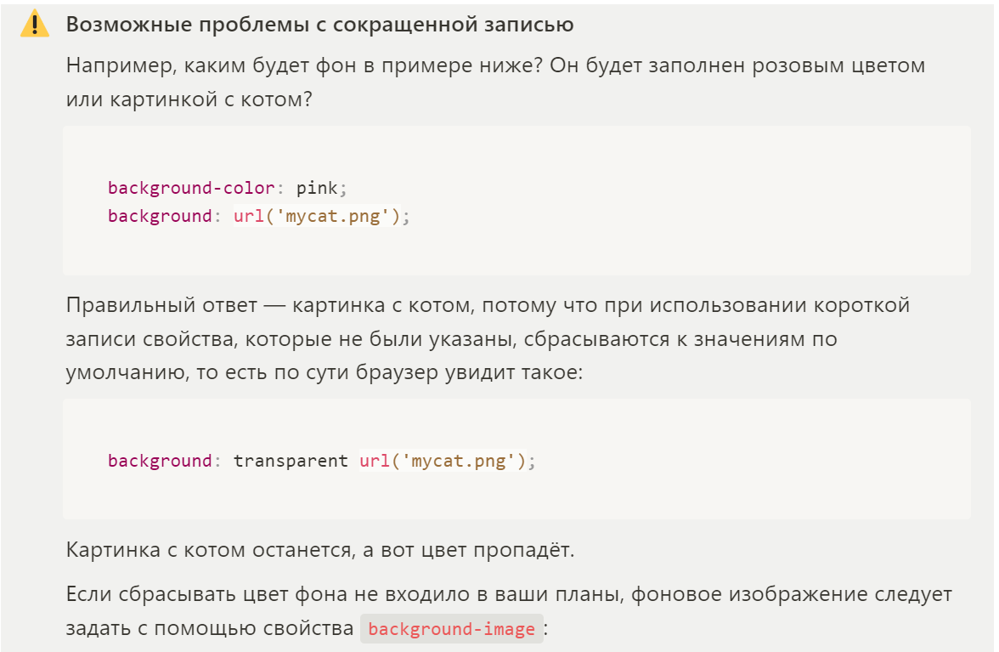 Возможные проблемы с сокращенной записью
Например, каким будет фон в примере ниже? Он будет заполнен розовым цветом
или картинкой с котом?
background-color: pink;
background: url('mycat.png');
Правильный ответ — картинка с котом, потому что при использовании короткой
записи свойства, которые не были указаны, сбрасываются к значениям по
умолчанию, то есть по сути браузер увидит такое:
background: transparent url('mycat.png');
Картинка с котом останется, а вот цвет пропадёт.
Если сбрасывать цвет фона не входило в ваши планы, фоновое изображение следует
задать с помощью свойства background-image: